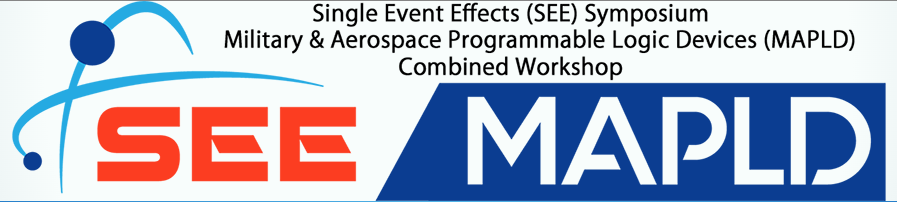 Single Event Effects (SEE) Symposium
Military & Aerospace Programmable Logic Devices (MAPLD)
Combined Workshop
SEE MAPLD